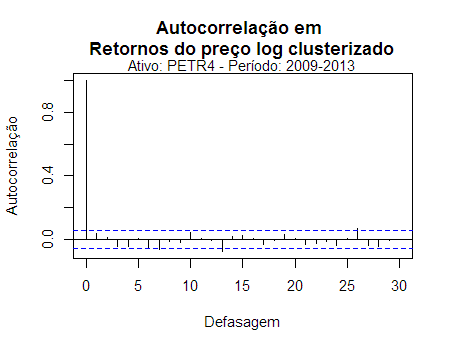 Autocorrelação em
Retornos do preço log clusterizado
Ativo: PETR4 - Período: 2009-2013
Autocorrelação
0.8
0.4
0.0
0 5 10 15 20 25 30
Defasagem